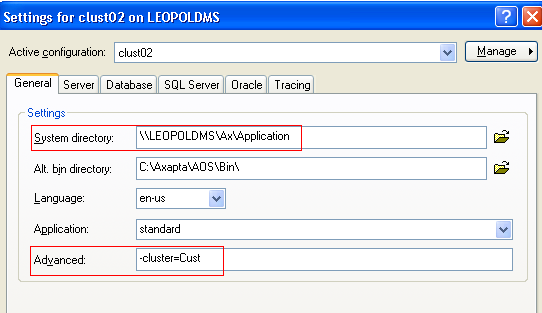 Settings for clust02 on LEOPOLDMS
Active configuration: clust02 Manage
General Server Database SQL Server Oracle Tracing
Settings
System directory: \\LEOPOLDMS\Ax\Application
Alt. bin directory: C:\Axapta\AOS\Bin\
Language: en-us
Application: standard
Advanced: -cluster=Cust